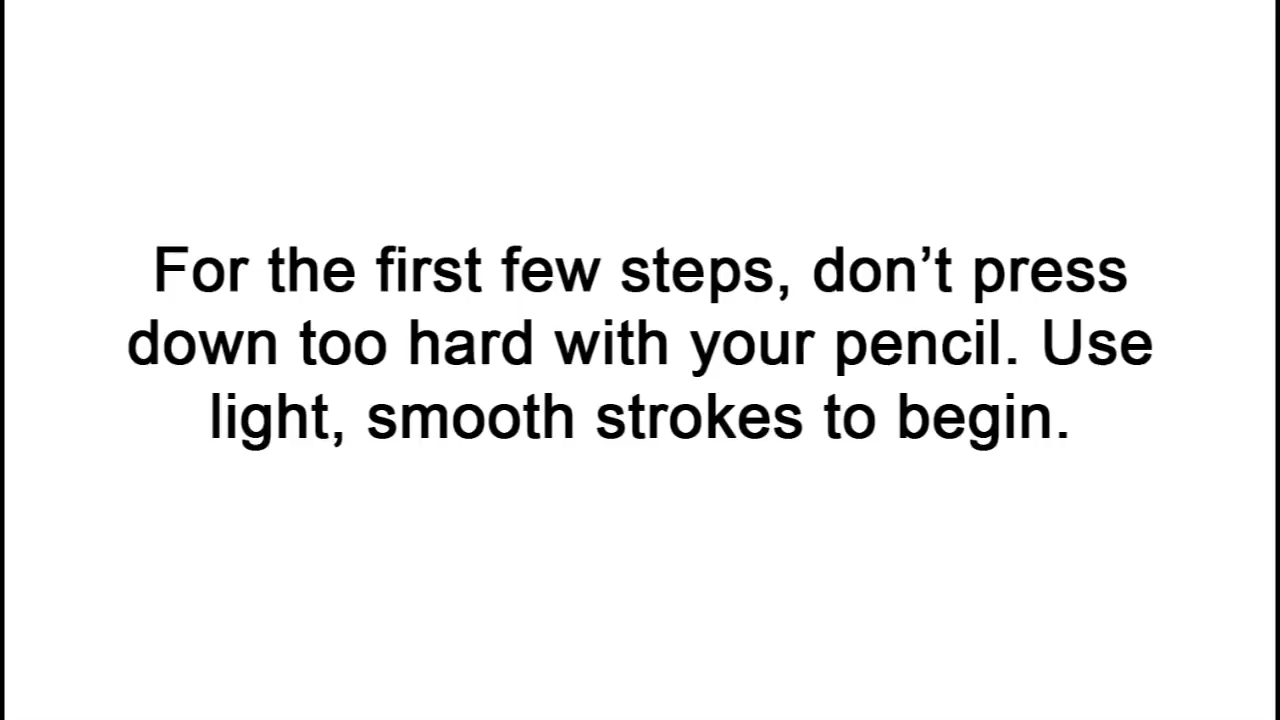 For the first few steps, don’t press
down too hard with your pencil. Use
light, smooth strokes to begin.